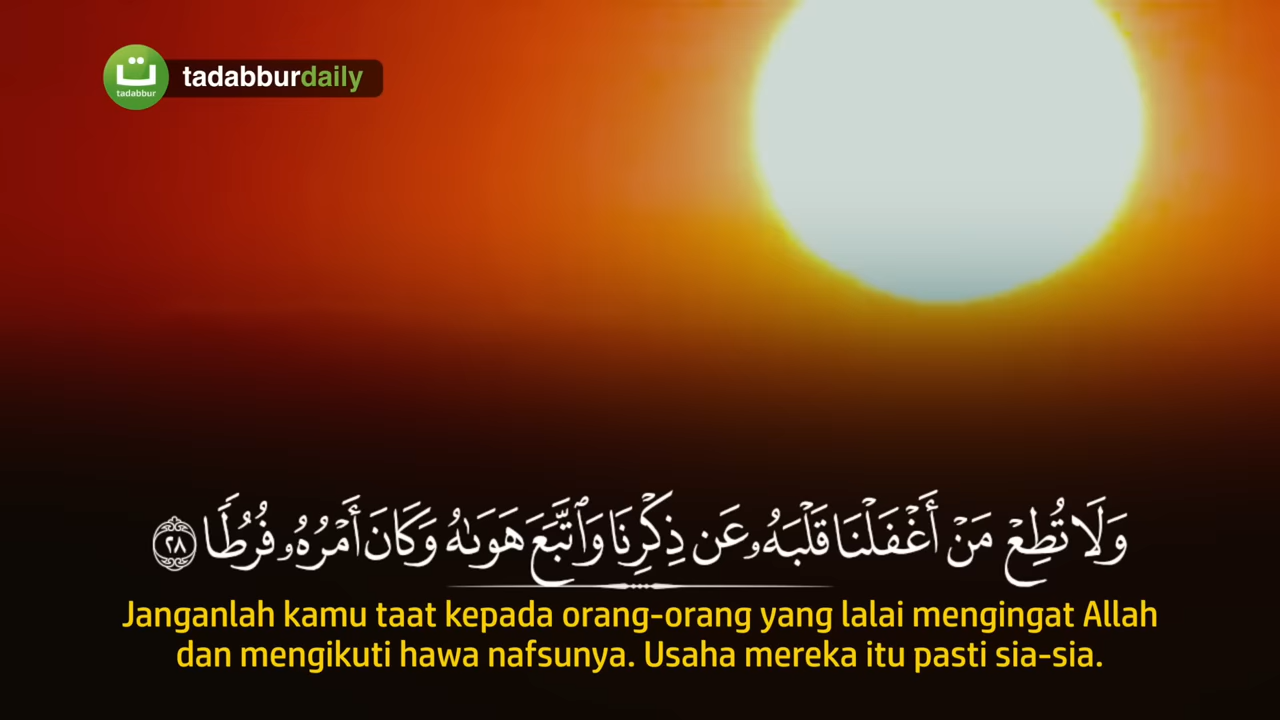 ت
tadabbur
tadabburdaily
وَلَا تُطِعْ مَنْ أَغْفَلْنَا قَلْبَهُۥ عَن ذِكْرِنَا وَٱتَّبَعَ هَوَىٰهُ وَكَانَ أَمْرُهُۥ فُرُطًا ٢٨
Janganlah kamu taat kepada orang-orang yang lalai mengingat Allah
dan mengikuti hawa nafsunya. Usaha mereka itu pasti sia-sia.